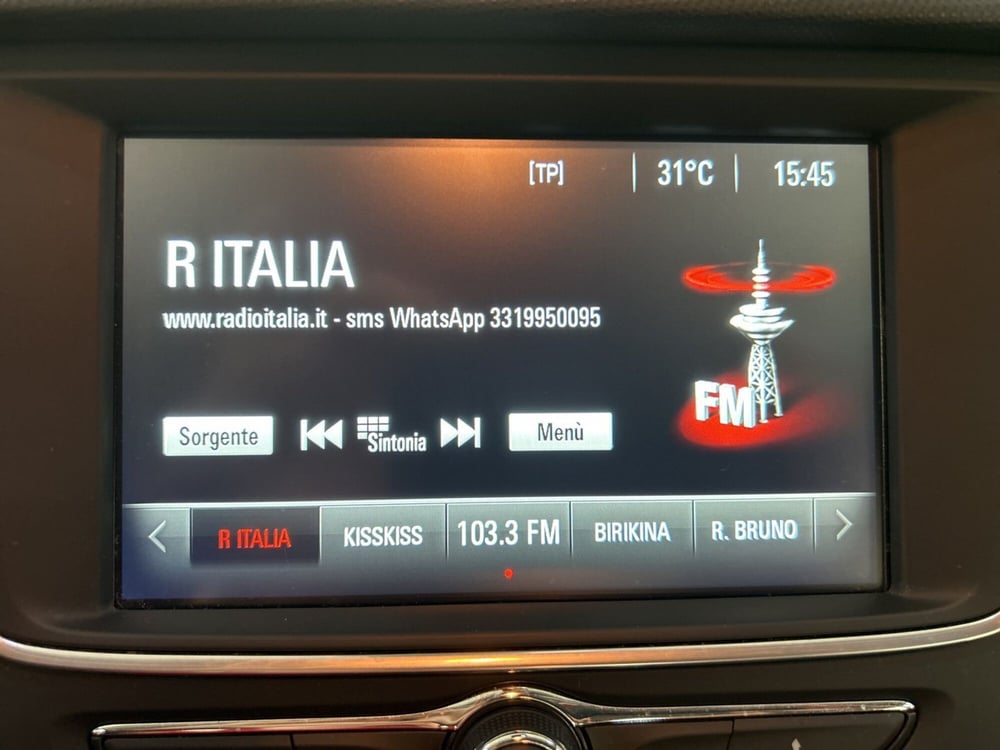 [TP] 31°C 15:45
R ITALIA
www.radioitalia.it - sms WhatsApp 3319950095
FM
Sorgente Sintonia Menù
R ITALIA KISSKISS 103.3 FM BIRIKINA R. BRUNO